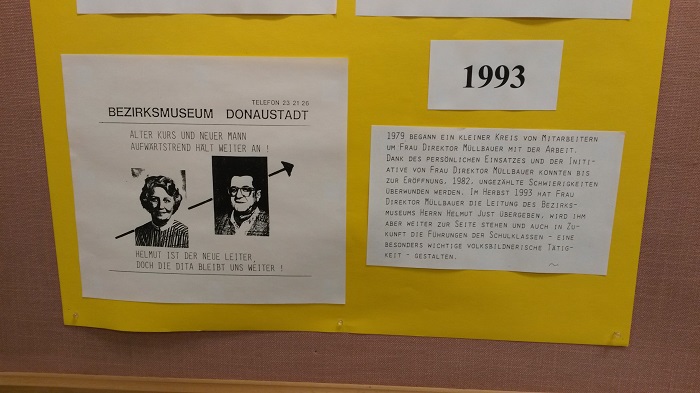 TELEFON 23 21 26
BEZIRKSMUSEUM DONAUSTADT
ALTER KURS UND NEUER MANN
AUFWÄRTSTREND HÄLT WEITER AN !
HELMUT IST DER NEUE LEITER,
DOCH DIE DITA BLEIBT UNS WEITER !
1993
1979 BEGANN EIN KLEINER KREIS VON MITARBEITERN
UM FRAU DIREKTOR MÜLLBAUER MIT DER ARBEIT.
DANK DES PERSÖNLICHEN EINSATZES UND DER INITI-
ATIVE VON FRAU DIREKTOR MÜLLBAUER KONNTEN BIS
ZUR ERÖFFNUNG, 1982, UNGEZÄHLTE SCHWIERIGKEITEN
ÜBERWUNDEN WERDEN. IM HERBST 1993 HAT FRAU
DIREKTOR MÜLLBAUER DIE LEITUNG DES BEZIRKS-
MUSEUMS HERRN HELMUT JUST ÜBERGEBEN, WIRD IHM
ABER WEITER ZUR SEITE STEHEN UND AUCH IN ZU-
KUNFT DIE FÜHRUNGEN DER SCHULKLASSEN - EINE
BESONDERS WICHTIGE VOLKSBILDNERISCHE TÄTIG-
KEIT - GESTALTEN.